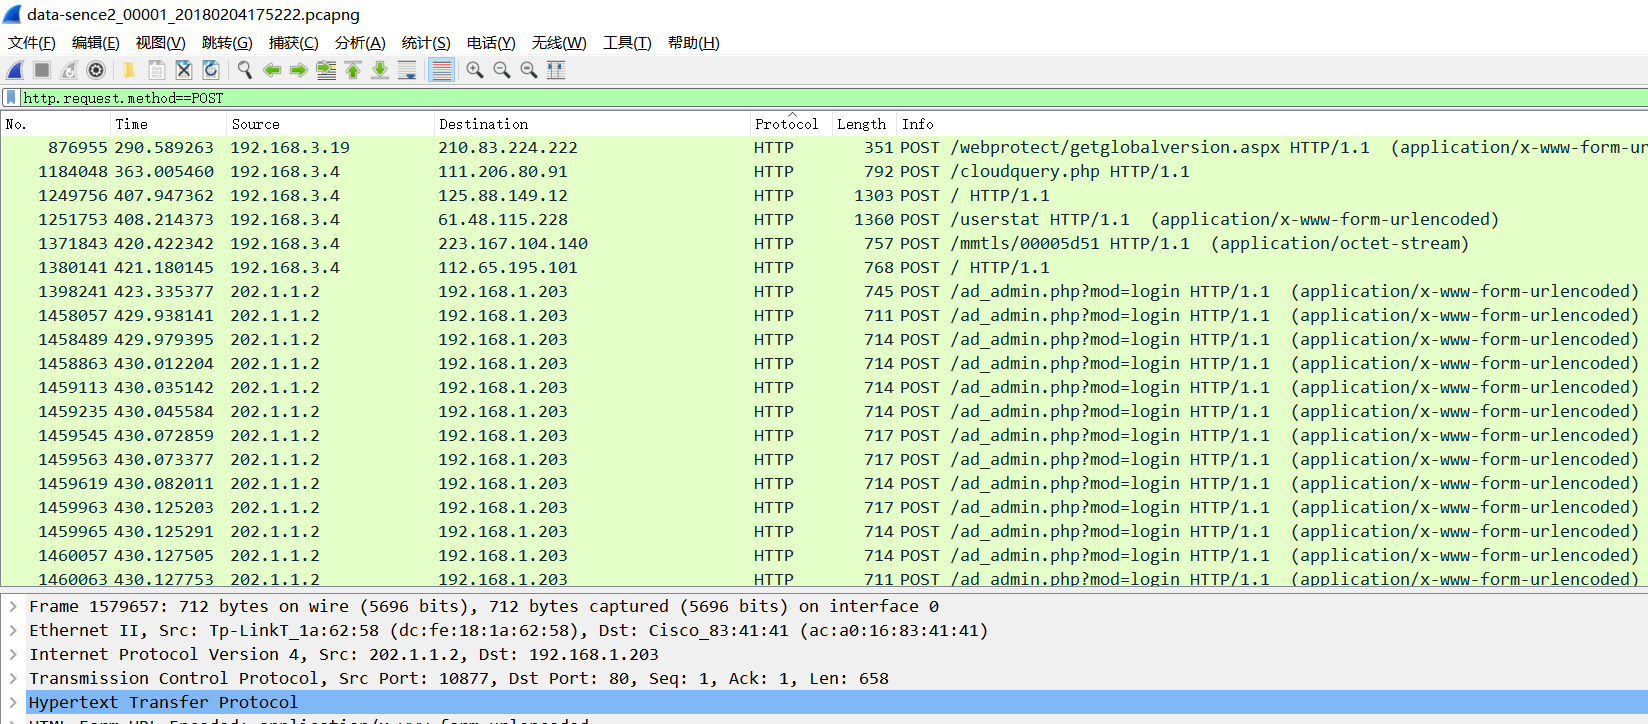 data-sence2_00001_20180204175222.pcapng
文件(F) 编辑(E) 视图(V) 跳转(G) 捕获(C) 分析(A) 统计(S) 电话(Y) 无线(W) 工具(T) 帮助(H)
http.request.method==POST
No. Time Source Destination Protocol Length Info
876955 290.589263 192.168.3.19 210.83.224.222 HTTP 351 POST /webprotect/getglobalversion.aspx HTTP/1.1 (application/x-www-form-ur
1184048 363.005460 192.168.3.4 111.206.80.91 HTTP 792 POST /cloudquery.php HTTP/1.1
1249756 407.947362 192.168.3.4 125.88.149.12 HTTP 1303 POST / HTTP/1.1
1251753 408.214373 192.168.3.4 61.48.115.228 HTTP 1360 POST /userstat HTTP/1.1 (application/x-www-form-urlencoded)
1371843 420.422342 192.168.3.4 223.167.104.140 HTTP 757 POST /mmtls/00005d51 HTTP/1.1 (application/octet-stream)
1380141 421.180145 192.168.3.4 112.65.195.101 HTTP 768 POST / HTTP/1.1
1398241 423.335377 202.1.1.2 192.168.1.203 HTTP 745 POST /ad_admin.php?mod=login HTTP/1.1 (application/x-www-form-urlencoded)
1458057 429.938141 202.1.1.2 192.168.1.203 HTTP 711 POST /ad_admin.php?mod=login HTTP/1.1 (application/x-www-form-urlencoded)
1458489 429.979395 202.1.1.2 192.168.1.203 HTTP 714 POST /ad_admin.php?mod=login HTTP/1.1 (application/x-www-form-urlencoded)
1458863 430.012204 202.1.1.2 192.168.1.203 HTTP 714 POST /ad_admin.php?mod=login HTTP/1.1 (application/x-www-form-urlencoded)
1459113 430.035142 202.1.1.2 192.168.1.203 HTTP 714 POST /ad_admin.php?mod=login HTTP/1.1 (application/x-www-form-urlencoded)
1459235 430.045584 202.1.1.2 192.168.1.203 HTTP 714 POST /ad_admin.php?mod=login HTTP/1.1 (application/x-www-form-urlencoded)
1459545 430.072859 202.1.1.2 192.168.1.203 HTTP 717 POST /ad_admin.php?mod=login HTTP/1.1 (application/x-www-form-urlencoded)
1459563 430.073377 202.1.1.2 192.168.1.203 HTTP 717 POST /ad_admin.php?mod=login HTTP/1.1 (application/x-www-form-urlencoded)
1459619 430.082011 202.1.1.2 192.168.1.203 HTTP 714 POST /ad_admin.php?mod=login HTTP/1.1 (application/x-www-form-urlencoded)
1459963 430.125203 202.1.1.2 192.168.1.203 HTTP 717 POST /ad_admin.php?mod=login HTTP/1.1 (application/x-www-form-urlencoded)
1459965 430.125291 202.1.1.2 192.168.1.203 HTTP 714 POST /ad_admin.php?mod=login HTTP/1.1 (application/x-www-form-urlencoded)
1460057 430.127505 202.1.1.2 192.168.1.203 HTTP 714 POST /ad_admin.php?mod=login HTTP/1.1 (application/x-www-form-urlencoded)
1460063 430.127753 202.1.1.2 192.168.1.203 HTTP 711 POST /ad_admin.php?mod=login HTTP/1.1 (application/x-www-form-urlencoded)
Frame 1579657: 712 bytes on wire (5696 bits), 712 bytes captured (5696 bits) on interface 0
Ethernet II, Src: Tp-LinkT_1a:62:58 (dc:fe:18:1a:62:58), Dst: Cisco_83:41:41 (ac:a0:16:83:41:41)
Internet Protocol Version 4, Src: 202.1.1.2, Dst: 192.168.1.203
Transmission Control Protocol, Src Port: 10877, Dst Port: 80, Seq: 1, Ack: 1, Len: 658
Hypertext Transfer Protocol
HTML Form URL Encoded: application/x-www-form-urlencoded